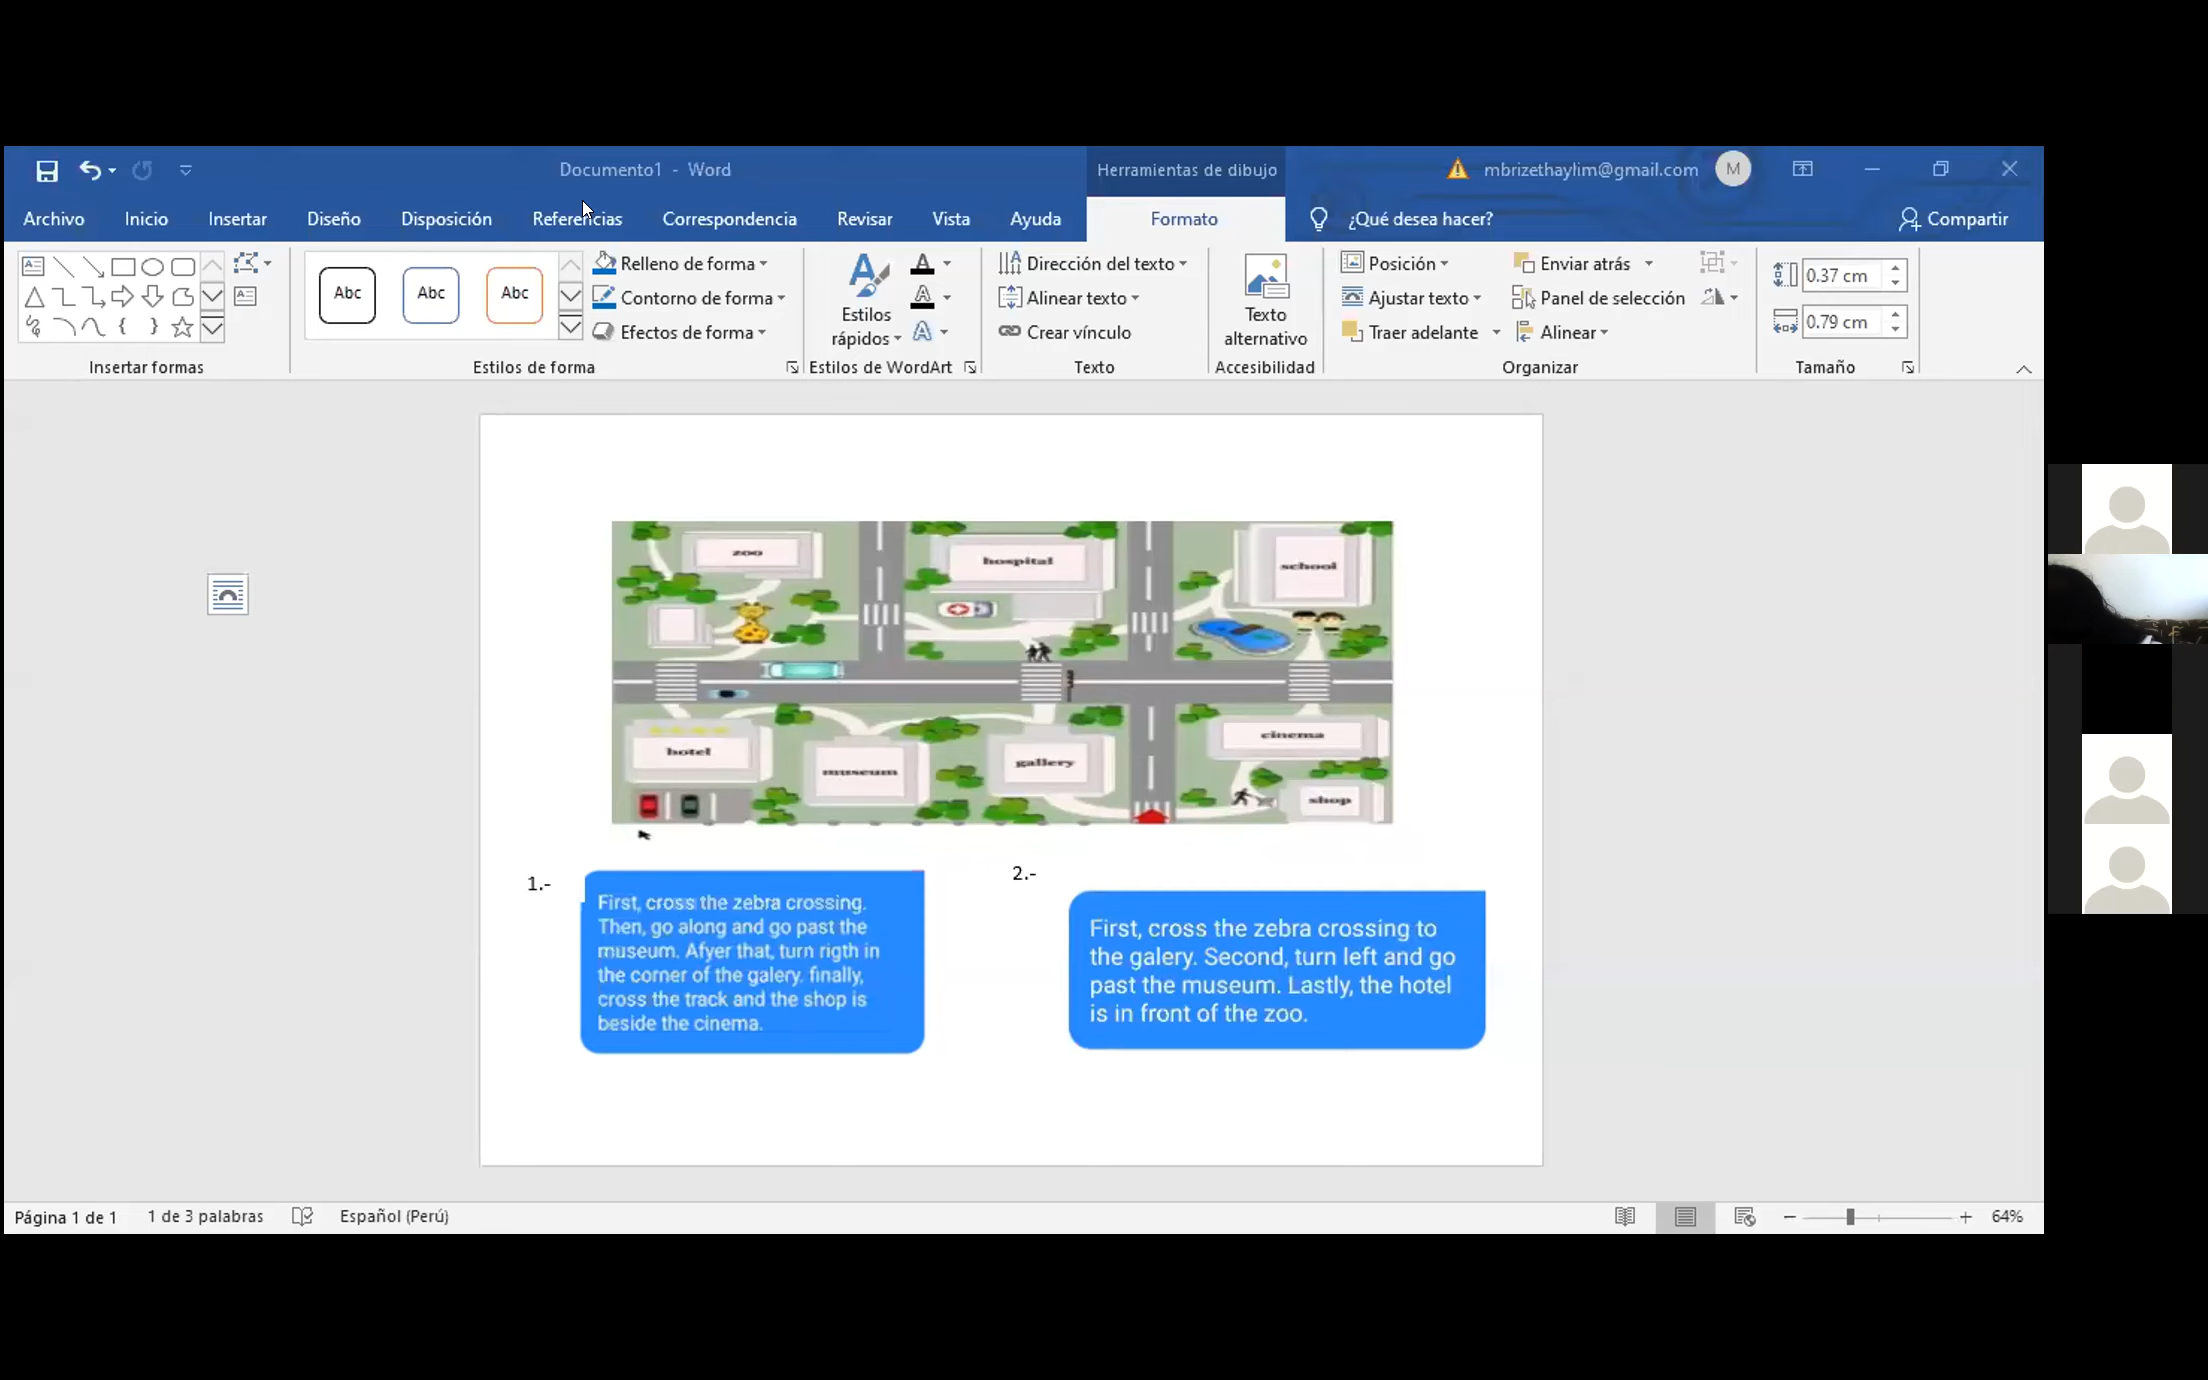 Documento1 - Word
Herramientas de dibujo
mbrizethaylim@gmail.com
M
Archivo
Inicio
Insertar
Diseño
Disposición
Referencias
Correspondencia
Revisar
Vista
Ayuda
Formato
¿Qué desea hacer?
Compartir
Abc
Abc
Abc
Relleno de forma
Contorno de forma
Efectos de forma
Estilos
rápidos
Dirección del texto
Alinear texto
Crear vínculo
Texto
alternativo
Posición
Ajustar texto
Traer adelante
Enviar atrás
Panel de selección
Alinear
0.37 cm
0.79 cm
Insertar formas
Estilos de forma
Estilos de WordArt
Texto
Accesibilidad
Organizar
Tamaño
zoo
hospital
school
hotel
museum
gallery
cinema
shop
1.-
First, cross the zebra crossing.
Then, go along and go past the
museum. Afyer that, turn rigth in
the corner of the galery. finally,
cross the track and the shop is
beside the cinema.
2.-
First, cross the zebra crossing to
the galery. Second, turn left and go
past the museum. Lastly, the hotel
is in front of the zoo.
Página 1 de 1
1 de 3 palabras
Español (Perú)
64%